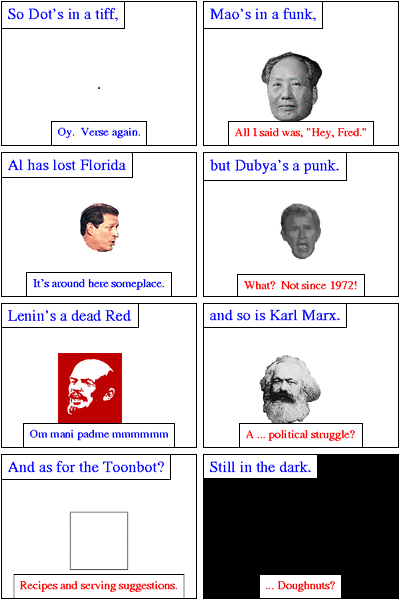 So Dot's in a tiff,
Oy. Verse again.
Mao's in a funk,
All I said was, "Hey, Fred."
Al has lost Florida
It's around here someplace.
but Dubya's a punk.
What? Not since 1972!
Lenin's a dead Red
Om mani padme mmmmmm
and so is Karl Marx.
A ... political struggle?
And as for the Toonbot?
Recipes and serving suggestions.
Still in the dark.
... Doughnuts?